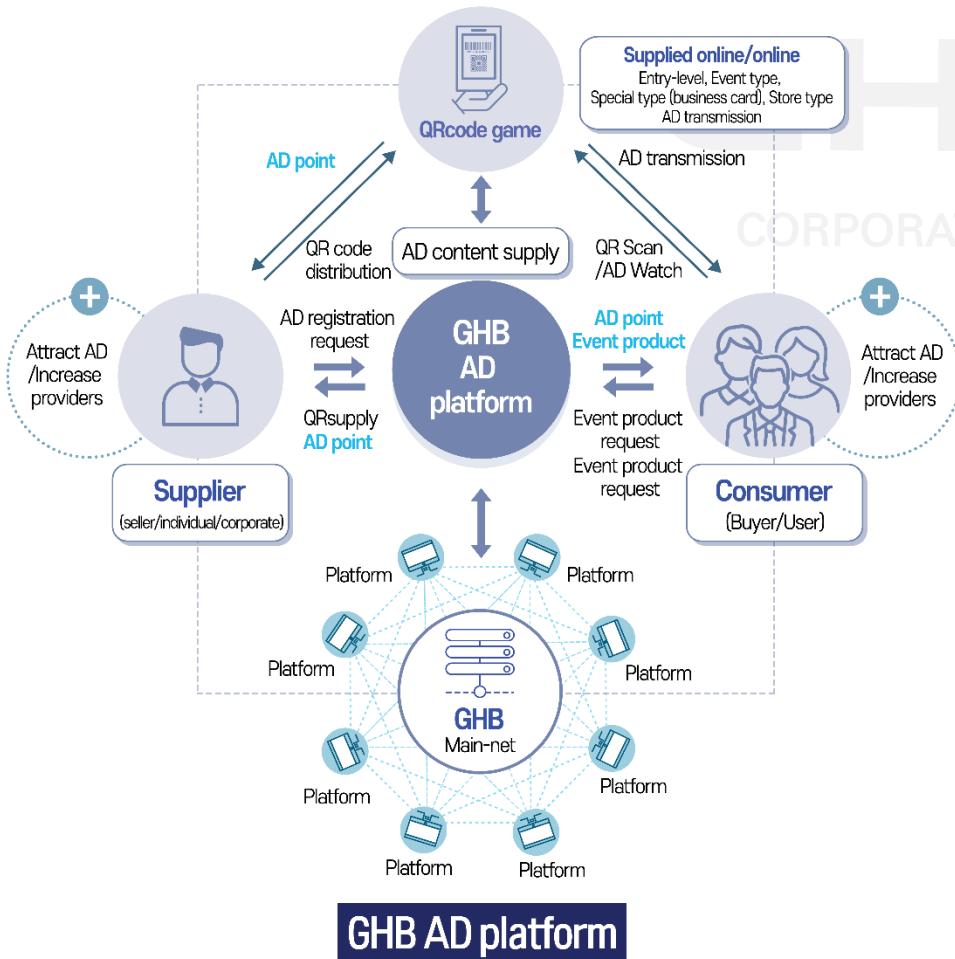 Supplied online/online
Entry-level, Event type,
Special type (business card), Store type
AD transmission
QRcode game
AD point
AD transmission
CORPORA
QR code
distribution
AD content supply
QR Scan
/AD Watch
Attract AD
/Increase
providers
AD registration
request
QRsupply
AD point
GHB
AD
platform
AD point
Event product
Event product
request
Event product
request
Attract AD
/Increase
providers
Supplier
(seller/individual/corporate)
Consumer
(Buyer/User)
Platform
Platform
Platform
Platform
GHB
Main-net
Platform
Platform
Platform
Platform
GHB AD platform